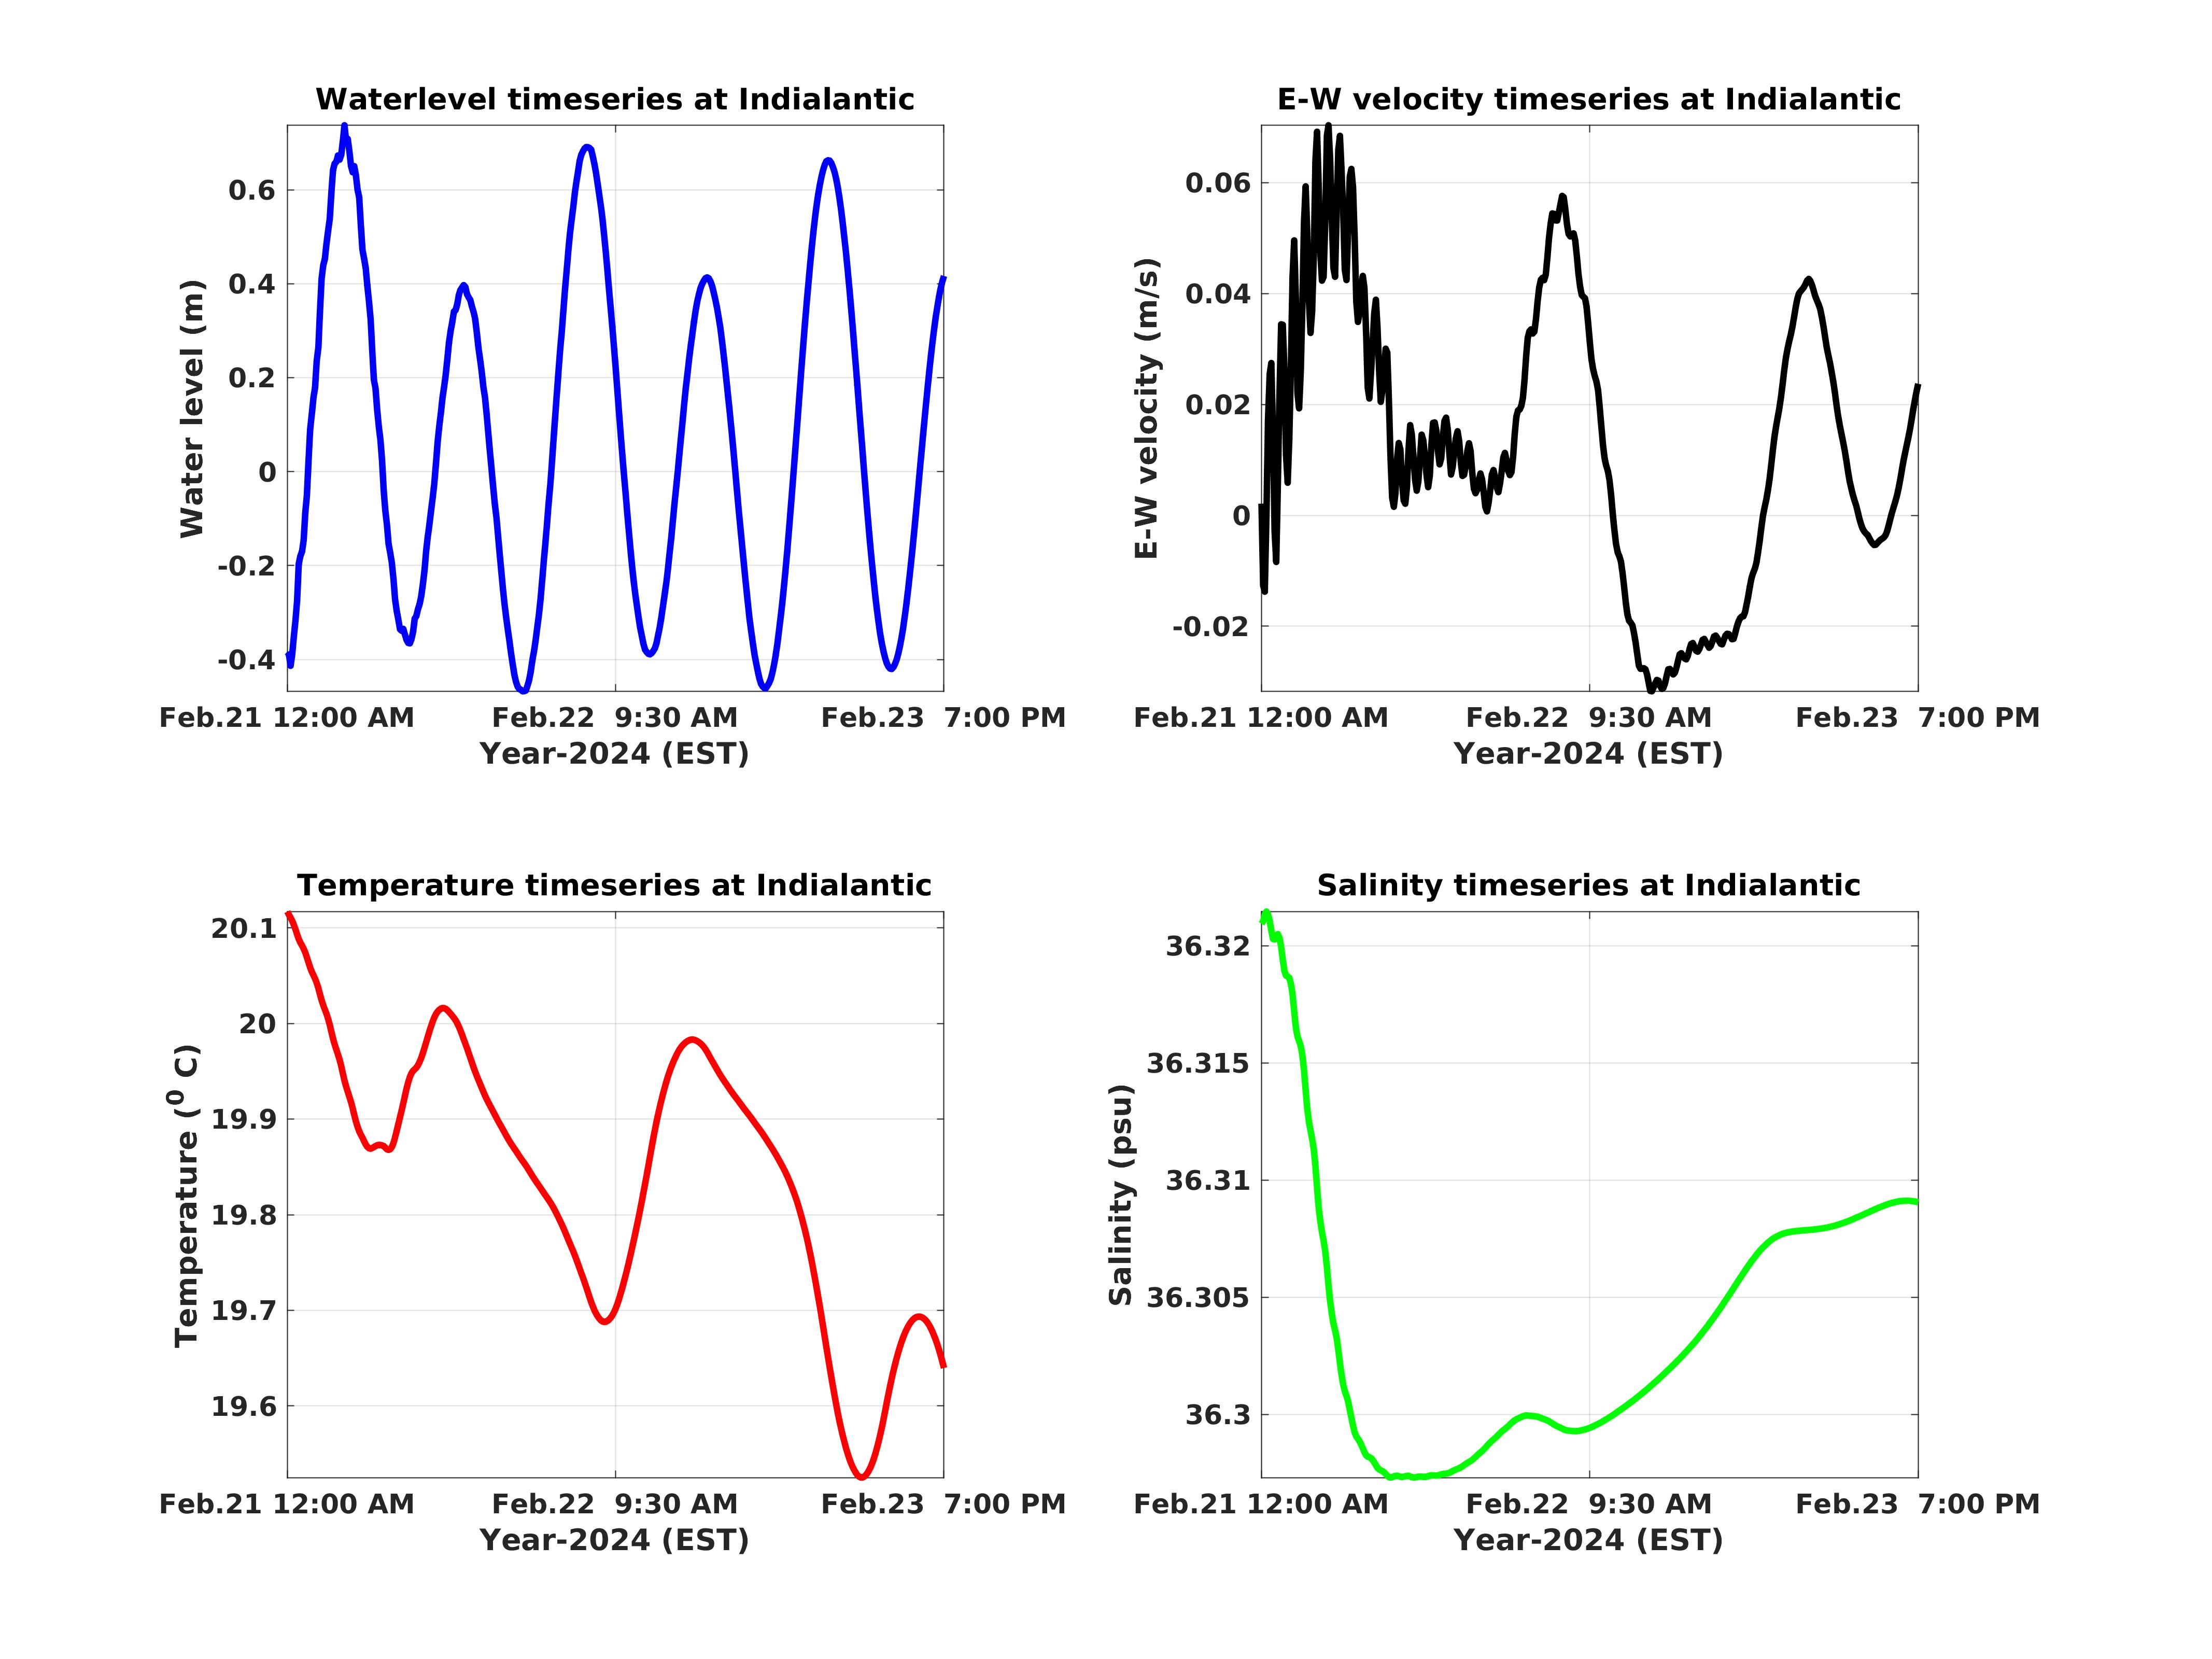 Waterlevel timeseries at Indialantic
0.6
0.4
0.2
0
-0.2
-0.4
Water level (m)
Feb.21 12:00 AM Feb.22  9:30 AM Feb.23  7:00 PM
Year-2024 (EST)
E-W velocity timeseries at Indialantic
0.06
0.04
0.02
0
-0.02
E-W velocity (m/s)
Feb.21 12:00 AM Feb.22  9:30 AM Feb.23  7:00 PM
Year-2024 (EST)
Temperature timeseries at Indialantic
20.1
20
19.9
19.8
19.7
19.6
Temperature (⁰ C)
Feb.21 12:00 AM Feb.22  9:30 AM Feb.23  7:00 PM
Year-2024 (EST)
Salinity timeseries at Indialantic
36.32
36.315
36.31
36.305
36.3
Salinity (psu)
Feb.21 12:00 AM Feb.22  9:30 AM Feb.23  7:00 PM
Year-2024 (EST)